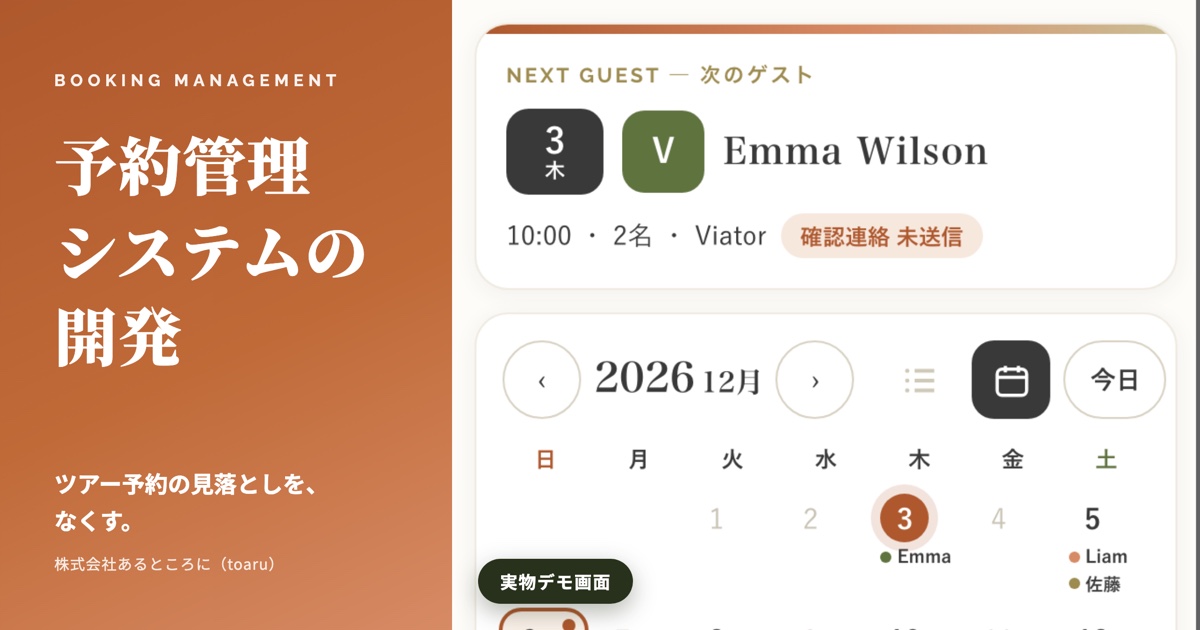 BOOKING MANAGEMENT
予約管理
システムの
開発
ツアー予約の見落としを、
なくす。
株式会社あるところに（toaru）
NEXT GUEST — 次のゲスト
3
木
V
Emma Wilson
10:00 ・ 2名 ・ Viator 確認連絡 未送信
‹ 2026 12月 › 今日
日 月 火 水 木 金 土
1 2 3 4 5
Emma Liam
佐藤
実物デモ画面